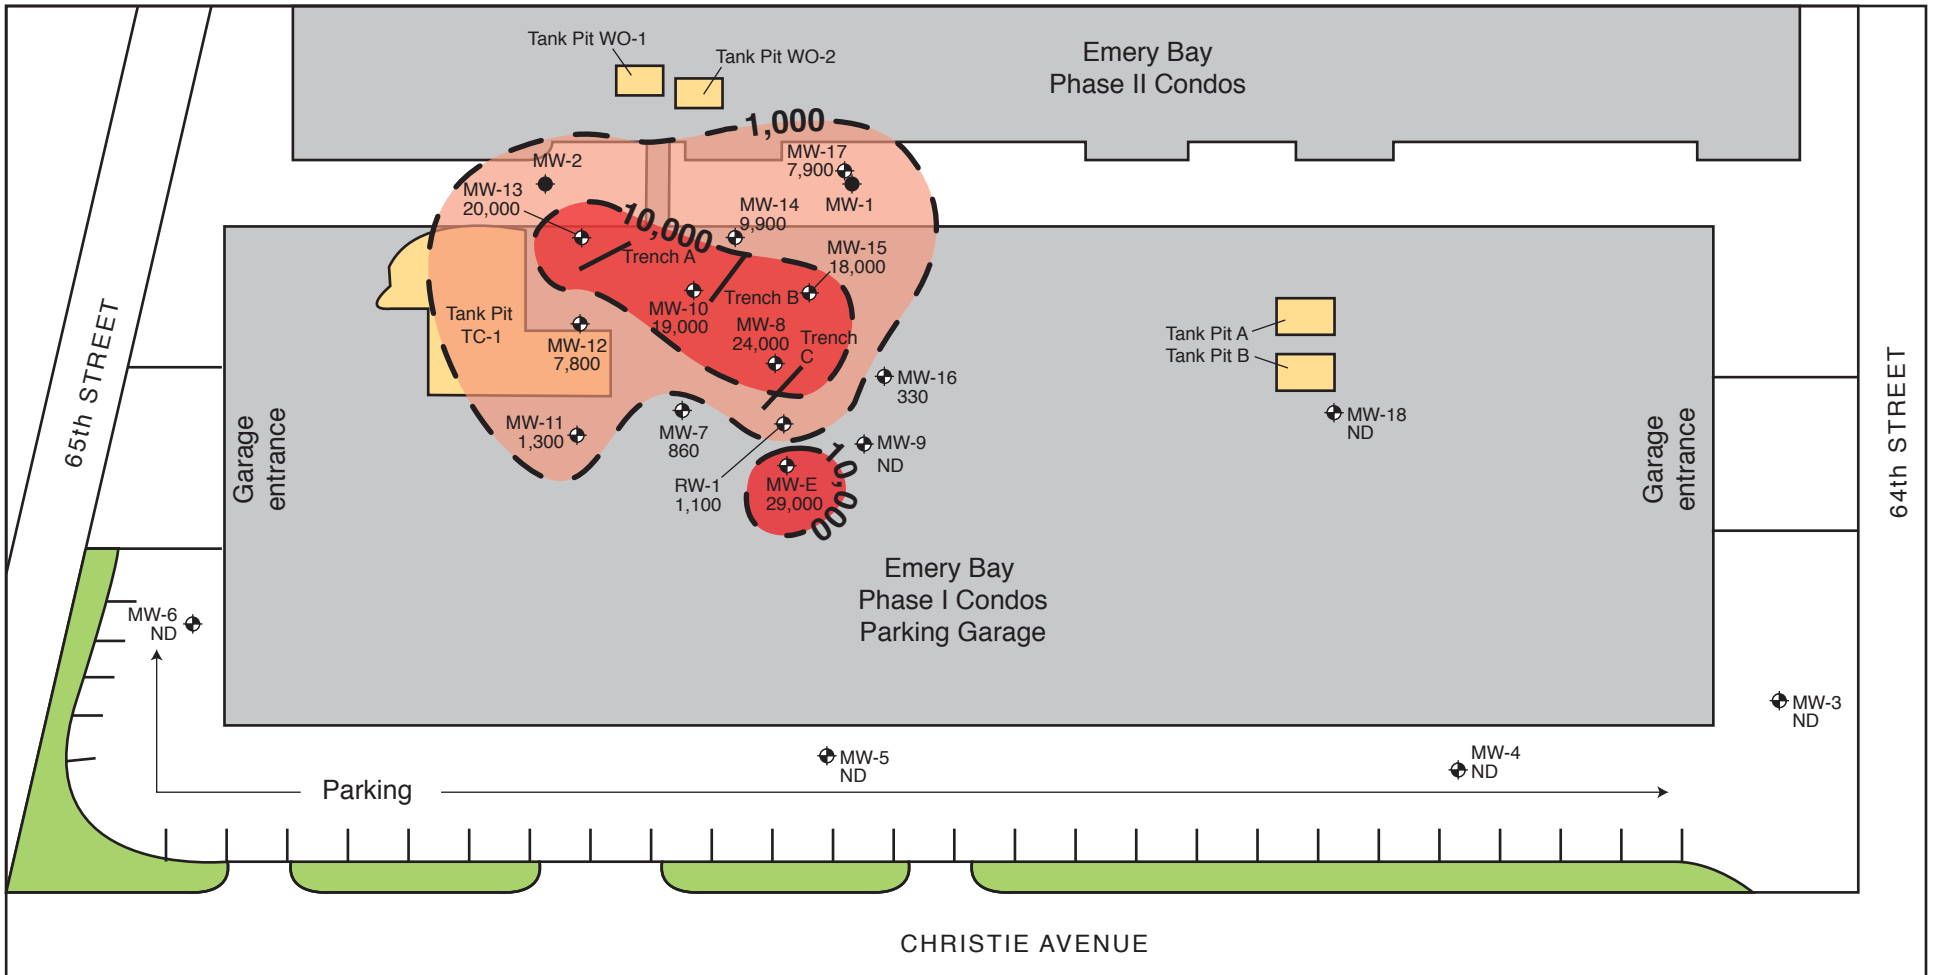 Tank Pit WO-1
Tank Pit WO-2
Emery Bay
Phase II Condos
1,000
MW-2
MW-17
7,900
MW-13
20,000
MW-1
MW-14
9,900
10,000
MW-15
18,000
Trench A
Trench B
MW-10
19,000
MW-8
24,000
Trench
C
Tank Pit
TC-1
MW-12
7,800
MW-16
330
MW-11
1,300
MW-7
860
MW-9
ND
RW-1
1,100
MW-E
29,000
10,000
Tank Pit A
Tank Pit B
MW-18
ND
65th STREET
Garage
entrance
Garage
entrance
64th STREET
Emery Bay
Phase I Condos
Parking Garage
MW-6
ND
MW-3
ND
MW-5
ND
MW-4
ND
Parking
CHRISTIE AVENUE